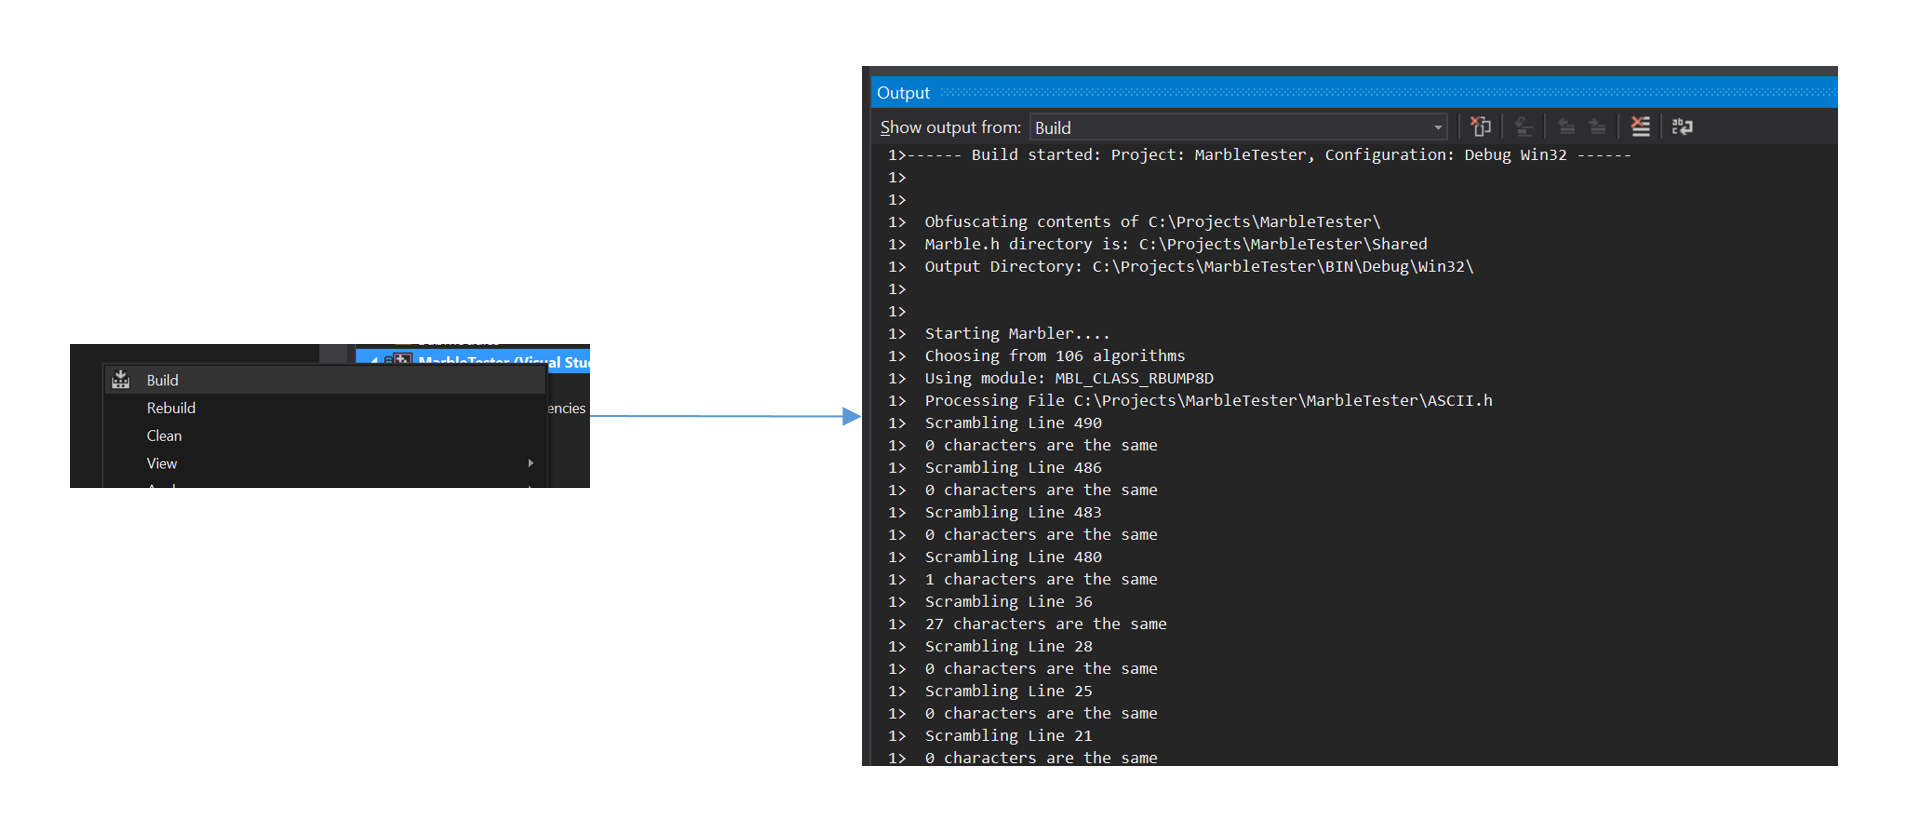 MarbleTester (Visual Stu
Build
Rebuild
encies
Clean
View
Output
Show output from: Build
1>------ Build started: Project: MarbleTester, Configuration: Debug Win32 ------
1>
1>
1> Obfuscating contents of C:\Projects\MarbleTester\
1> Marble.h directory is: C:\Projects\MarbleTester\Shared
1> Output Directory: C:\Projects\MarbleTester\BIN\Debug\Win32\
1>
1>
1> Starting Marbler....
1> Choosing from 106 algorithms
1> Using module: MBL_CLASS_RBUMP8D
1> Processing File C:\Projects\MarbleTester\MarbleTester\ASCII.h
1> Scrambling Line 490
1> 0 characters are the same
1> Scrambling Line 486
1> 0 characters are the same
1> Scrambling Line 483
1> 0 characters are the same
1> Scrambling Line 480
1> 1 characters are the same
1> Scrambling Line 36
1> 27 characters are the same
1> Scrambling Line 28
1> 0 characters are the same
1> Scrambling Line 25
1> 0 characters are the same
1> Scrambling Line 21
1> 0 characters are the same